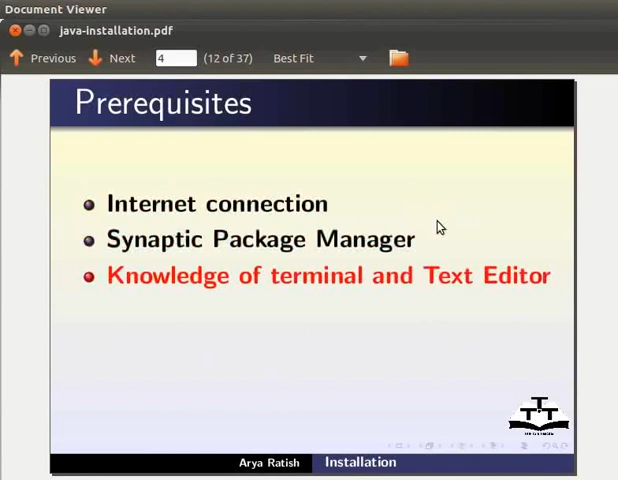 Document Viewer
java-installation.pdf
Previous Next 4 (12 of 37) Best Fit
Prerequisites
Internet connection
Synaptic Package Manager
Knowledge of terminal and Text Editor
Arya Ratish Installation